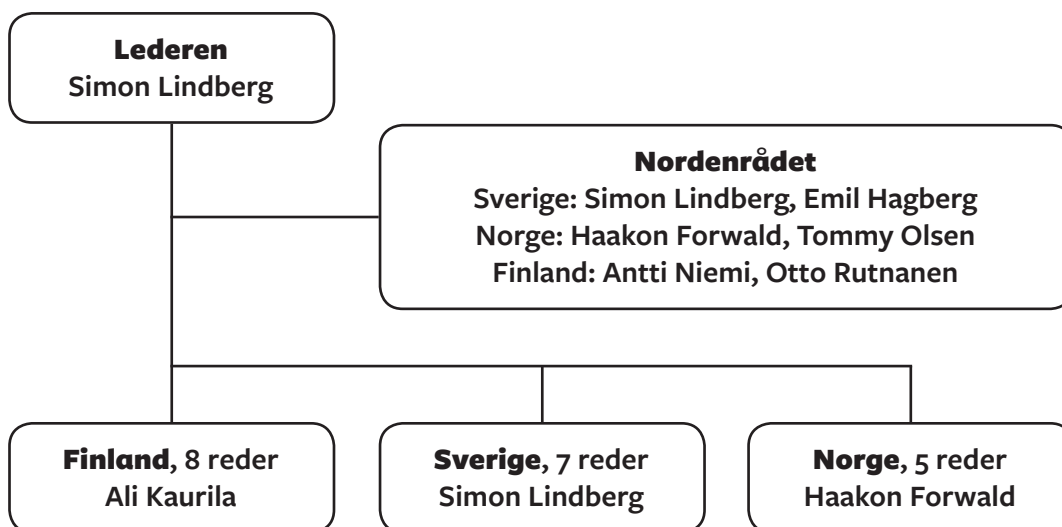 Lederen
Simon Lindberg
Nordenrådet
Sverige: Simon Lindberg, Emil Hagberg
Norge: Haakon Forwald, Tommy Olsen
Finland: Antti Niemi, Otto Rutnanen
Finland, 8 reder
Ali Kaurila
Sverige, 7 reder
Simon Lindberg
Norge, 5 reder
Haakon Forwald